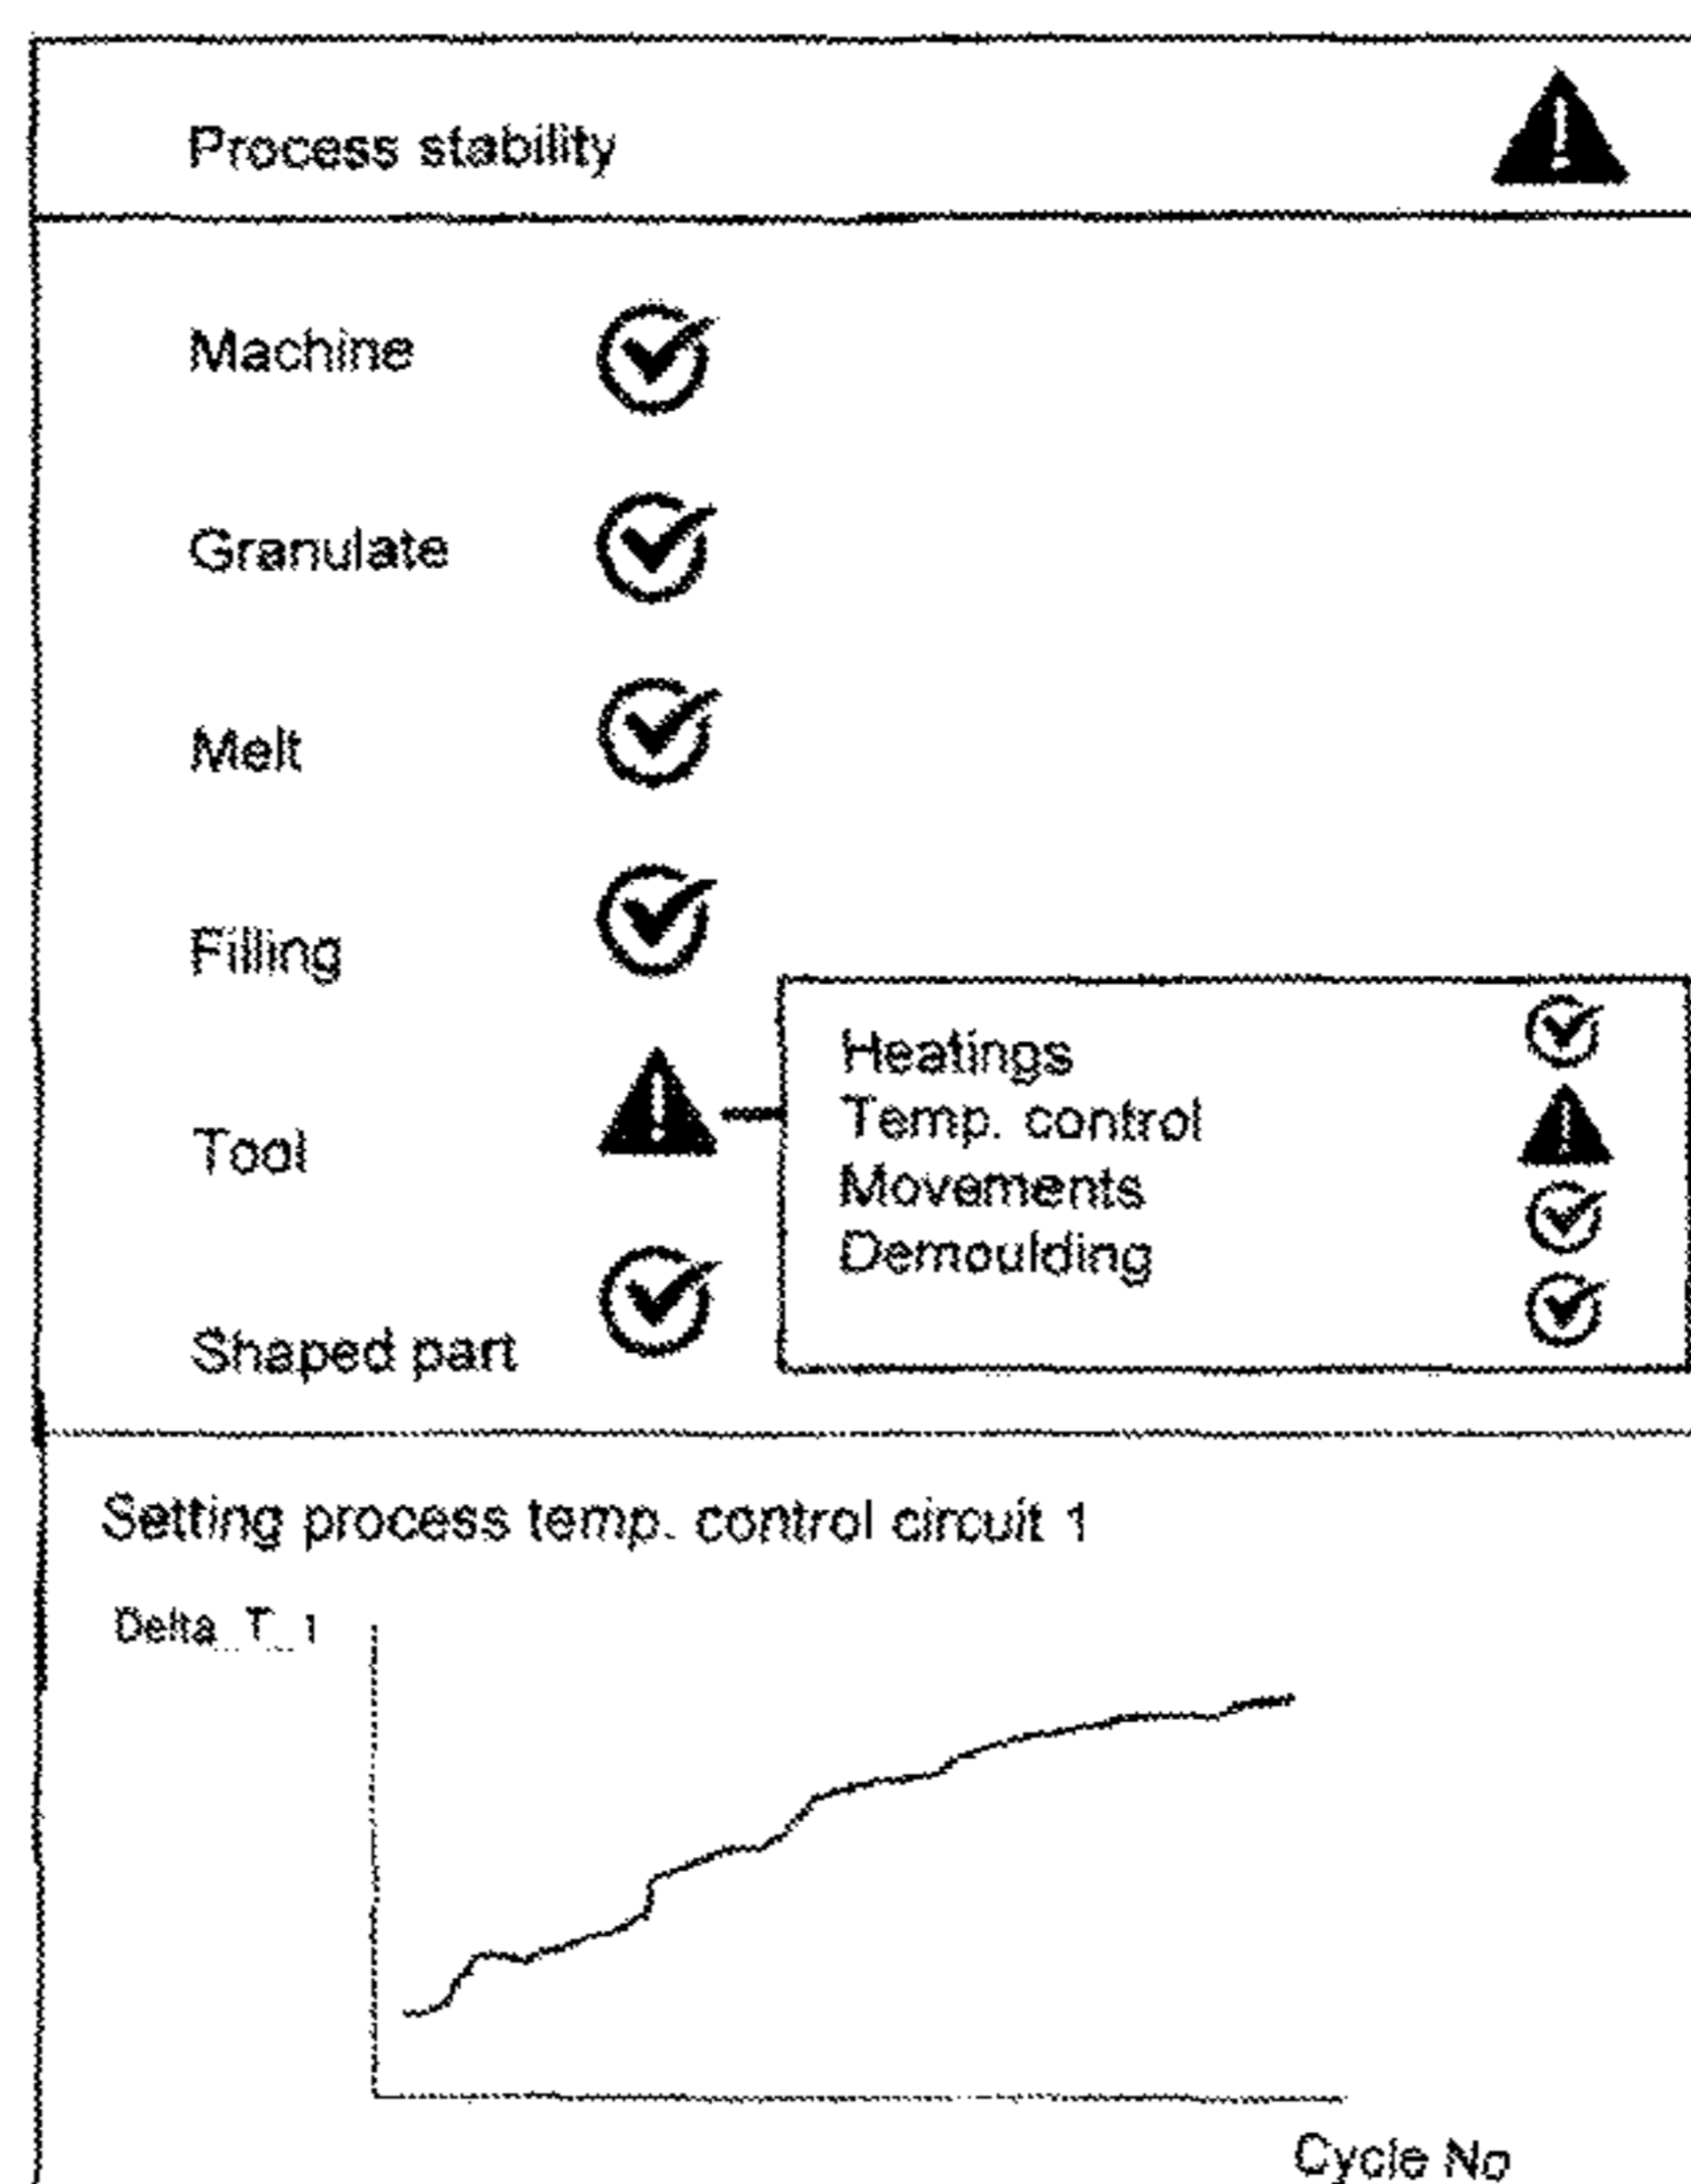 Process stability
Machine
Granulate
Melt
Filling
Tool
Heatings
Temp. control
Movements
Demoulding
Shaped part
Setting process temp. control circuit 1
Delta_T_1
Cycle No